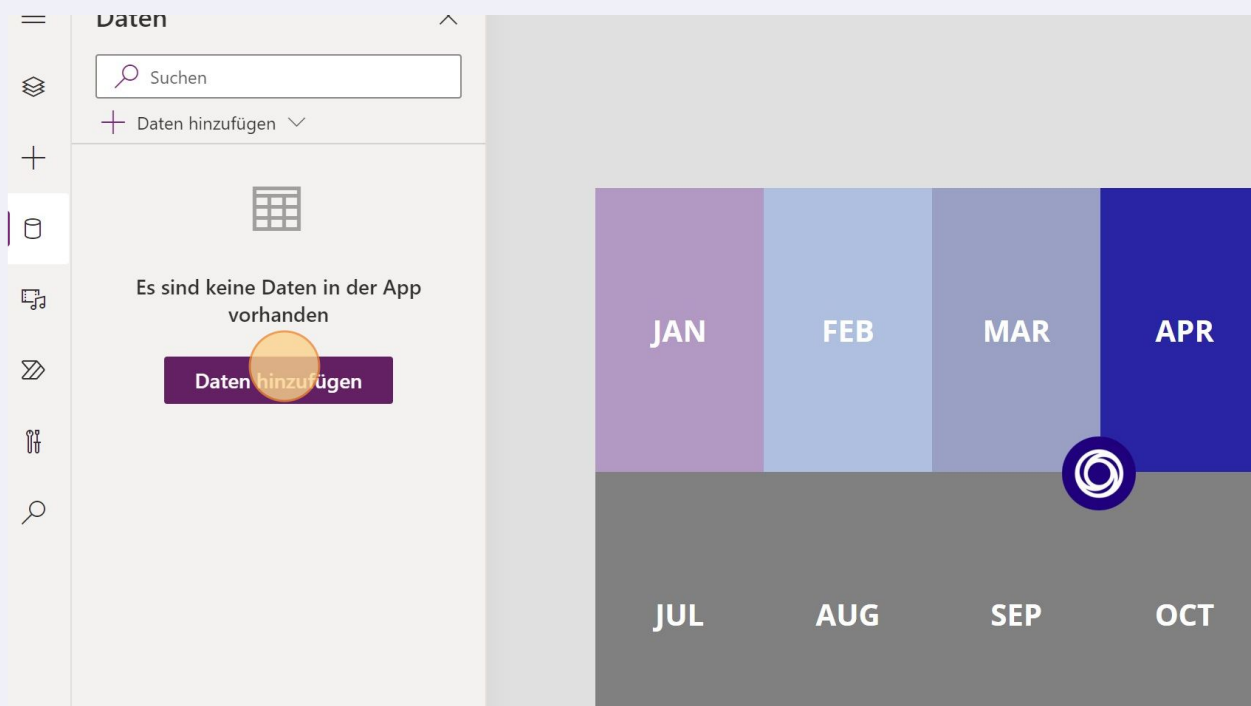 Daten
Suchen
Daten hinzufügen
Es sind keine Daten in der App
vorhanden
Daten hinzufügen
JAN FEB MAR APR
JUL AUG SEP OCT